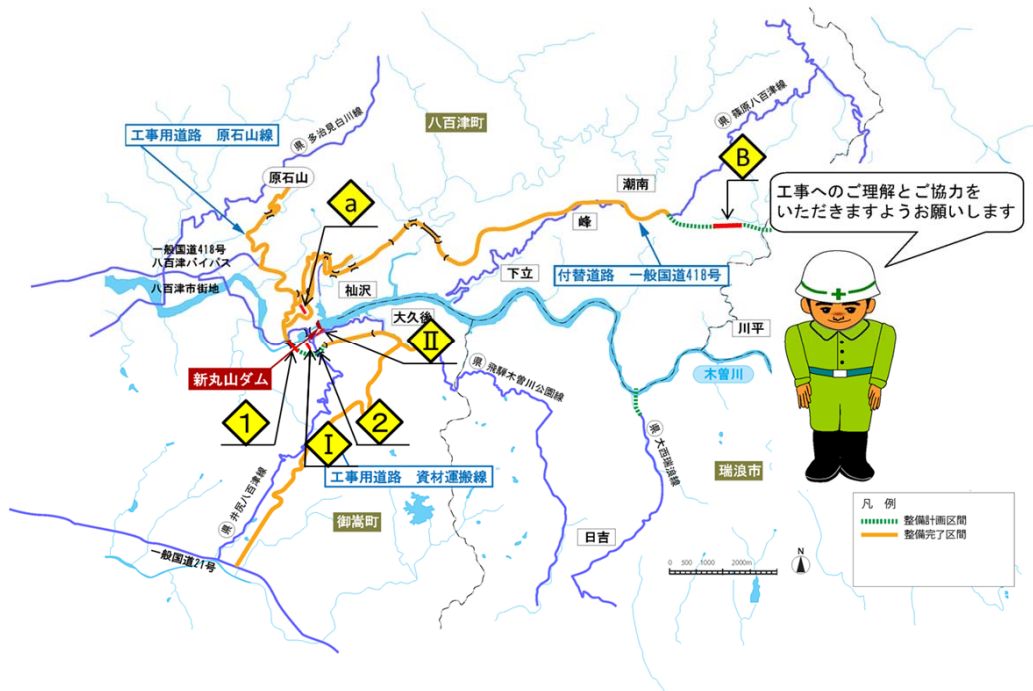 工事用道路 原石山線
県 多治見白川線
八百津町
県 篠原八百津線
原石山
a
B
潮南
峰
工事へのご理解とご協力を
いただきますようお願いします
一般国道418号
八百津バイパス
八百津市街地
杣沢
下立
付替道路 一般国道418号
大久後
川平
Ⅱ
新丸山ダム
県 飛騨木曽川公園線
木曽川
1
Ⅰ
2
県 大西瑞浪線
工事用道路 資材運搬線
瑞浪市
県 井尻八百津線
御嵩町
日吉
凡 例
整備計画区間
整備完了区間
一般国道21号
0 500 1000 2000m
N